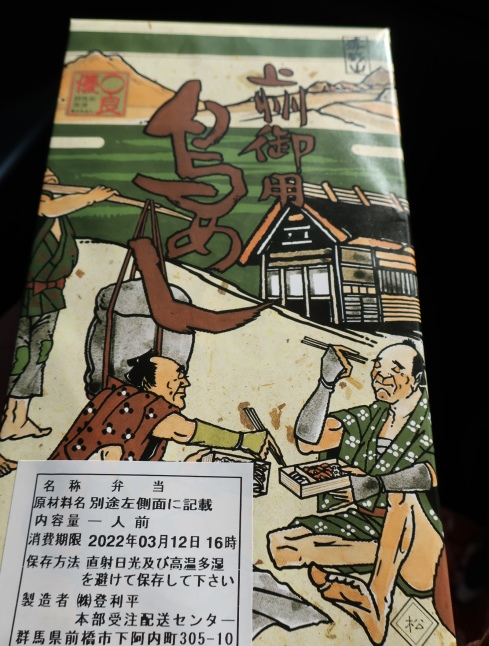 優良
上州御用
鳥めし
名称 弁当
原材料名 別途左側面に記載
内容量 一人前
消費期限 2022年03月12日 16時
保存方法 直射日光及び高温多湿
を避けて保存して下さい
製造者 ㈱登利平
本部受注配送センター
群馬県前橋市下阿内町305-10
松